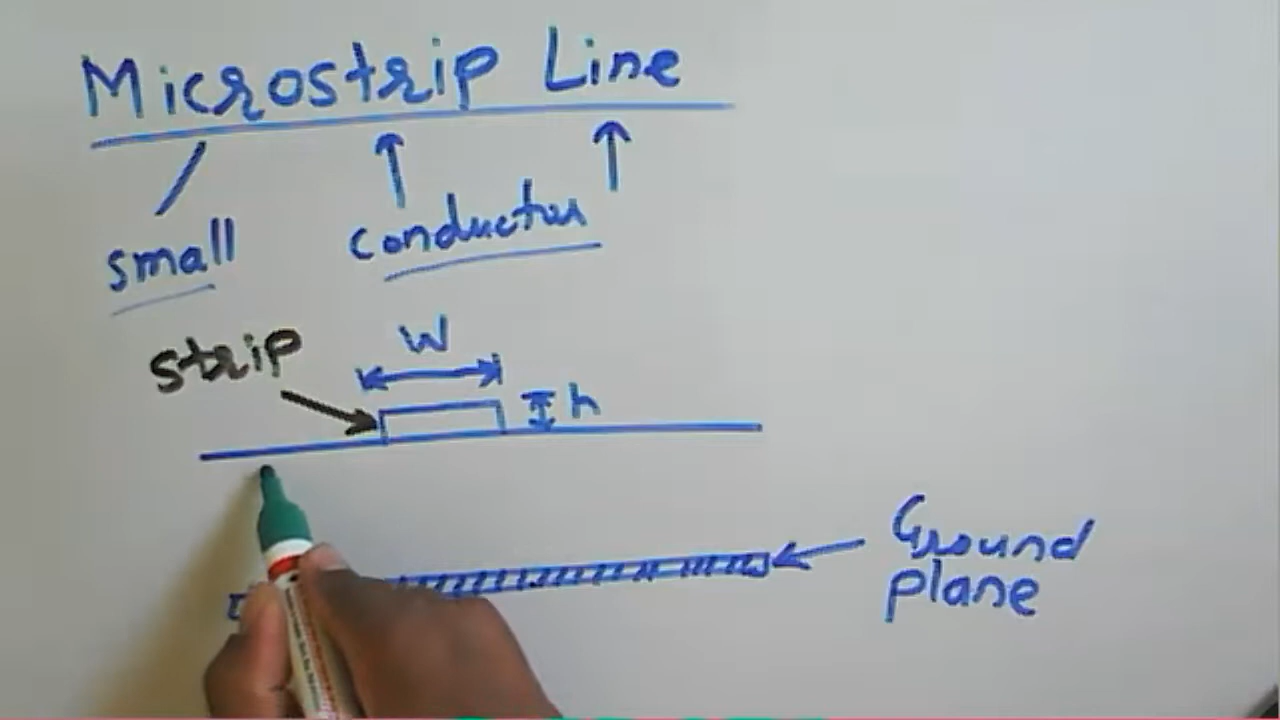 Microstrip Line
small
conductor
W
strip
h
Ground
plane